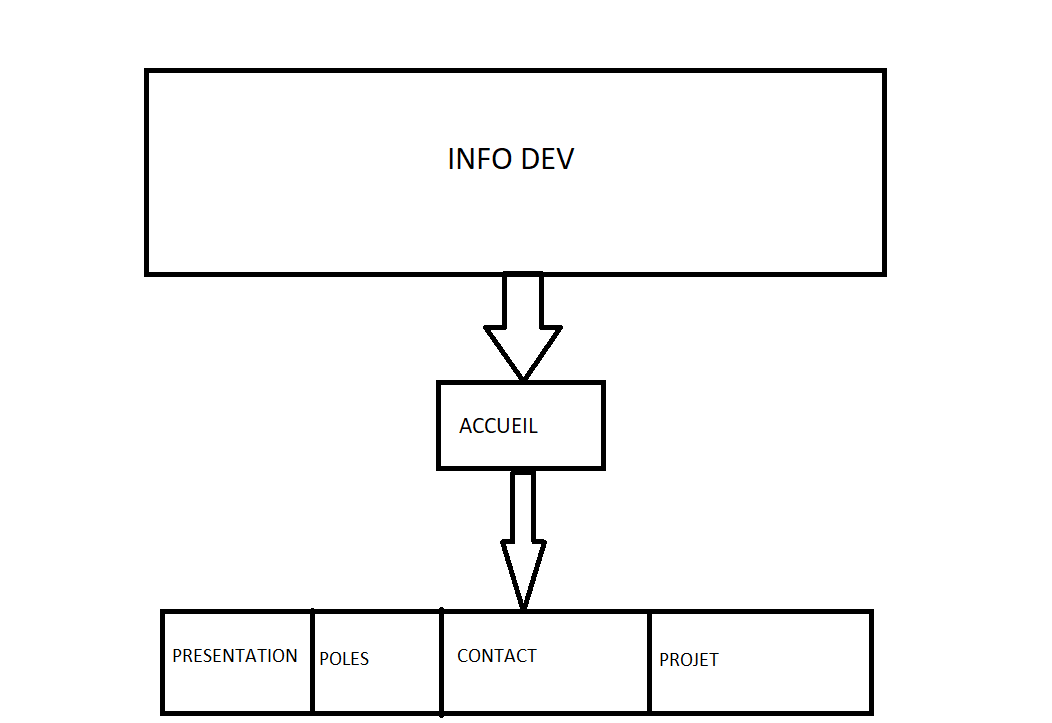 INFO DEV
ACCUEIL
PRESENTATION
POLES
CONTACT
PROJET